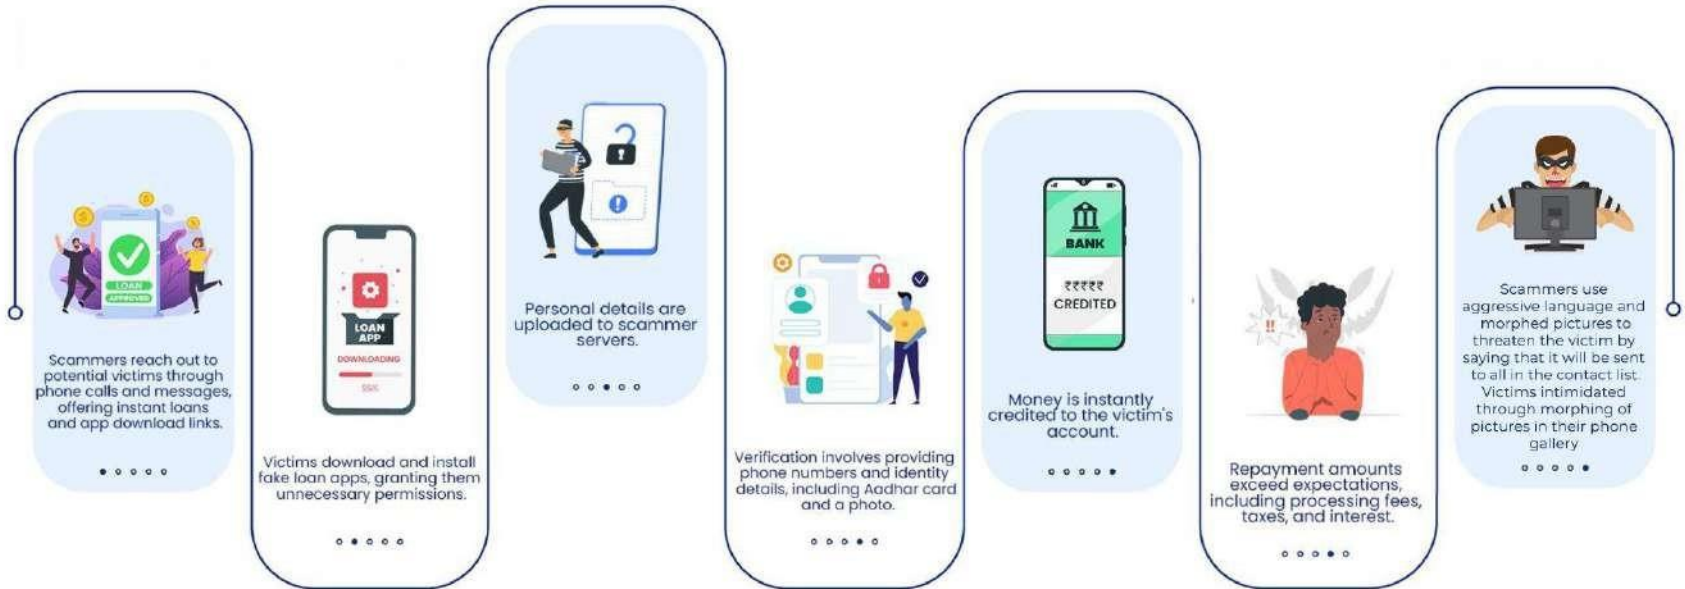 LOAN
APPROVED
Scammers reach out to
potential victims through
phone calls and messages,
offering instant loans
and app download links.
LOAN
APP
DOWNLOADING
55%
Victims download and install
fake loan apps, granting them
unnecessary permissions.
Personal details are
uploaded to scammer
servers.
Verification involves providing
phone numbers and identity
details, including Aadhar card
and a photo.
BANK
₹₹₹₹₹
CREDITED
Money is instantly
credited to the victim's
account.
!!
Repayment amounts
exceed expectations,
including processing fees,
taxes, and interest.
Scammers use
aggressive language and
morphed pictures to
threaten the victim by
saying that it will be sent
to all in the contact list.
Victims intimidated
through morphing of
pictures in their phone
gallery